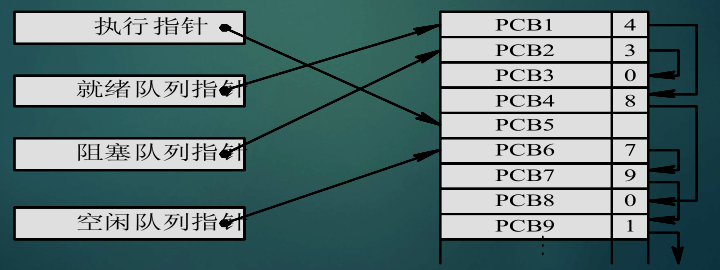 执行指针
就绪队列指针
阻塞队列指针
空闲队列指针
PCB1 4
PCB2 3
PCB3 0
PCB4 8
PCB5
PCB6 7
PCB7 9
PCB8 0
PCB9 1